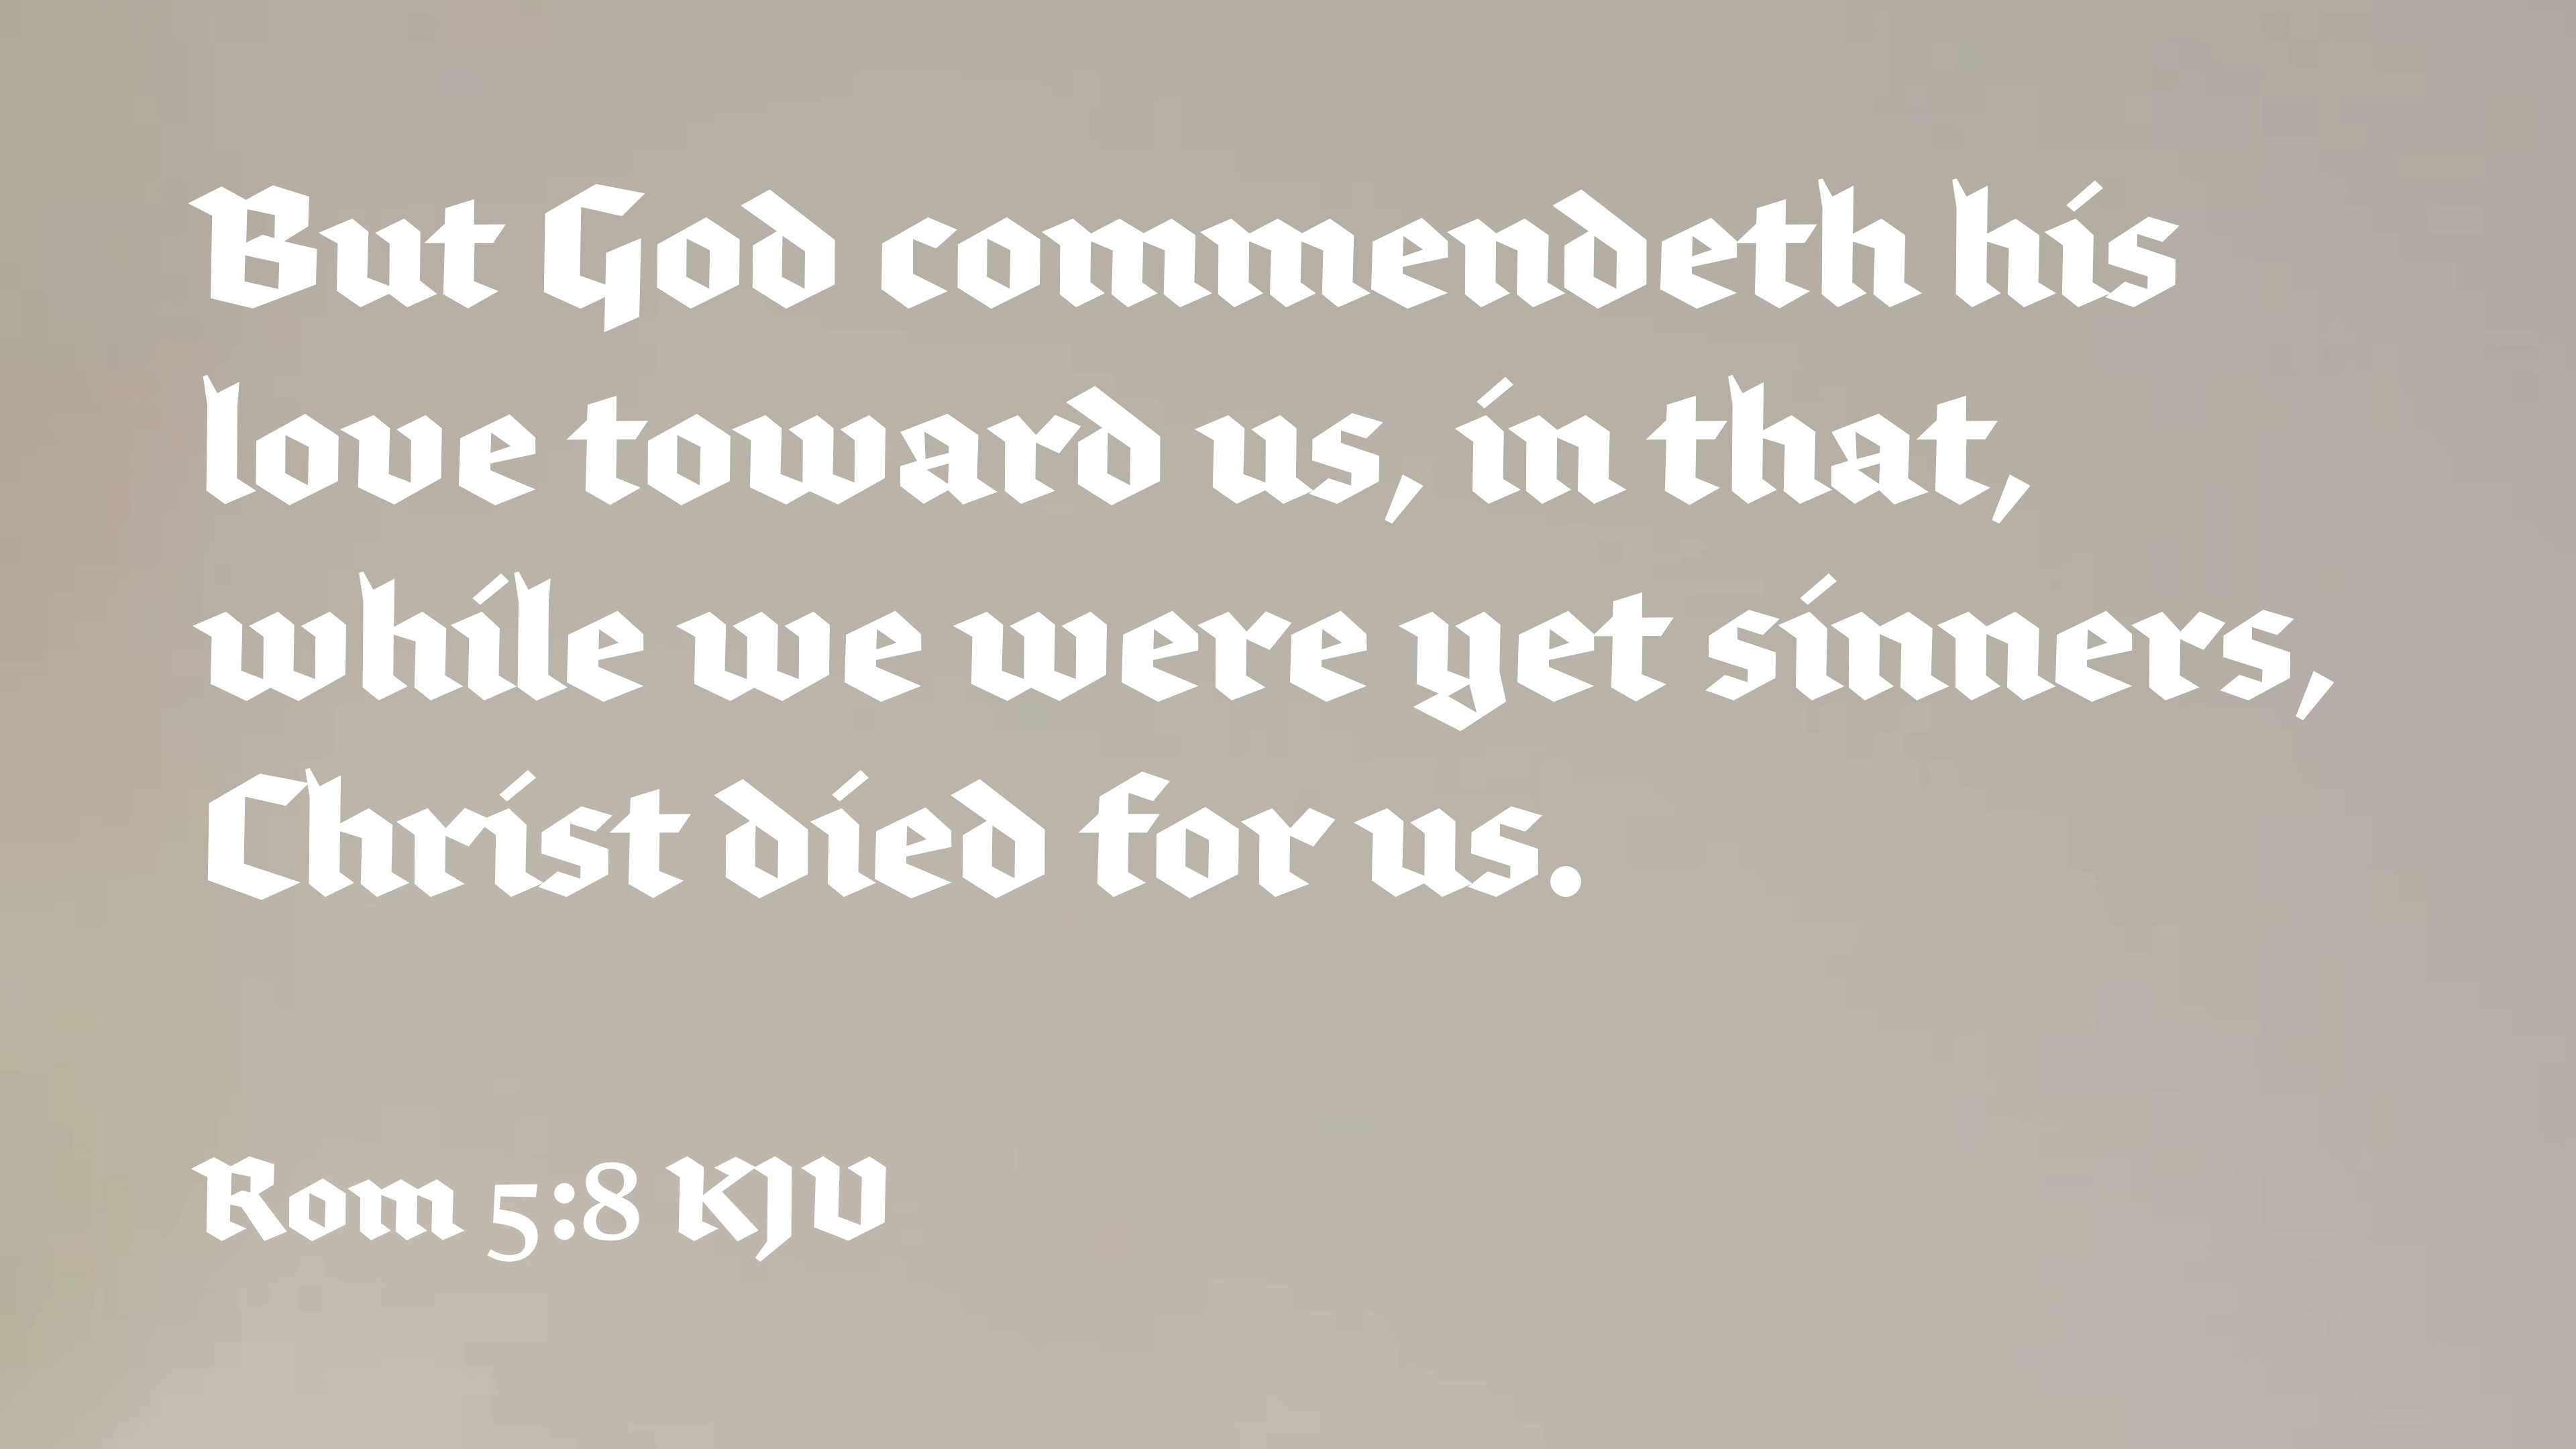 But God commendeth his
love toward us, in that,
while we were yet sinners,
Christ died for us.
Rom 5:8 KJV